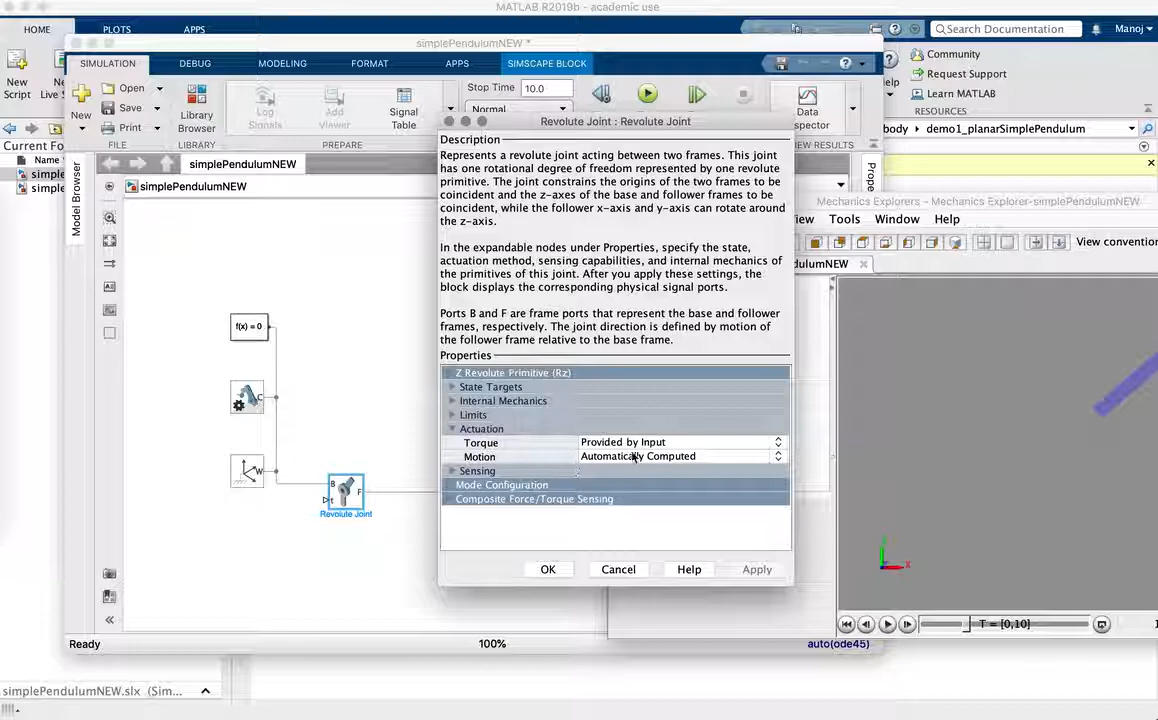 MATLAB R2019b - academic use
HOME
PLOTS
APPS
Search Documentation
Manoj
simplePendulumNEW *
SIMULATION
DEBUG
MODELING
FORMAT
APPS
SIMSCAPE BLOCK
New
Script
New
Open
Save
Print
FILE
Library
Browser
LIBRARY
Log
Signals
Add
Viewer
Signal
Table
PREPARE
Stop Time
10.0
Normal
Data
Community
Request Support
Learn MATLAB
RESOURCES
body
demo1_planarSimplePendulum
Name
Model Browser
simplePendulumNEW
simplePendulumNEW
f(x) = 0
C
W
B
F
t
Revolute Joint
Revolute Joint : Revolute Joint
Description
Represents a revolute joint acting between two frames. This joint
has one rotational degree of freedom represented by one revolute
primitive. The joint constrains the origins of the two frames to be
coincident and the z-axes of the base and follower frames to be
coincident, while the follower x-axis and y-axis can rotate around
the z-axis.
In the expandable nodes under Properties, specify the state,
actuation method, sensing capabilities, and internal mechanics of
the primitives of this joint. After you apply these settings, the
block displays the corresponding physical signal ports.
Ports B and F are frame ports that represent the base and follower
frames, respectively. The joint direction is defined by motion of
the follower frame relative to the base frame.
Properties
Z Revolute Primitive (Rz)
State Targets
Internal Mechanics
Limits
Actuation
Torque
Provided by Input
Motion
Automatically Computed
Sensing
Mode Configuration
Composite Force/Torque Sensing
OK
Cancel
Help
Apply
Mechanics Explorers - Mechanics Explorer-simplePendulumNEW
Tools
Window
Help
View conventio
dulumNEW
x
T = [0,10]
Ready
100%
auto(ode45)
simplePendulumNEW.slx (Sim...